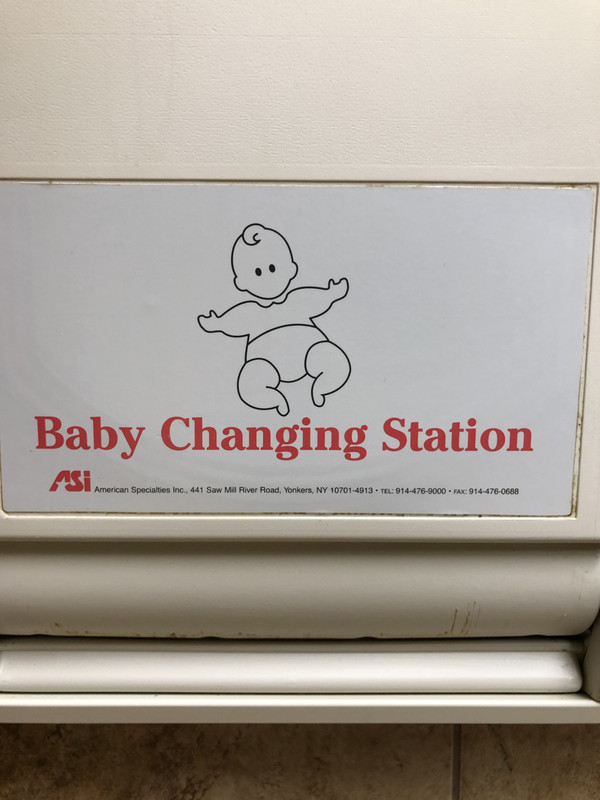 Baby Changing Station
ASi American Specialties Inc., 441 Saw Mill River Road, Yonkers, NY 10701-4913 • TEL: 914-476-9000 • FAX: 914-476-0688